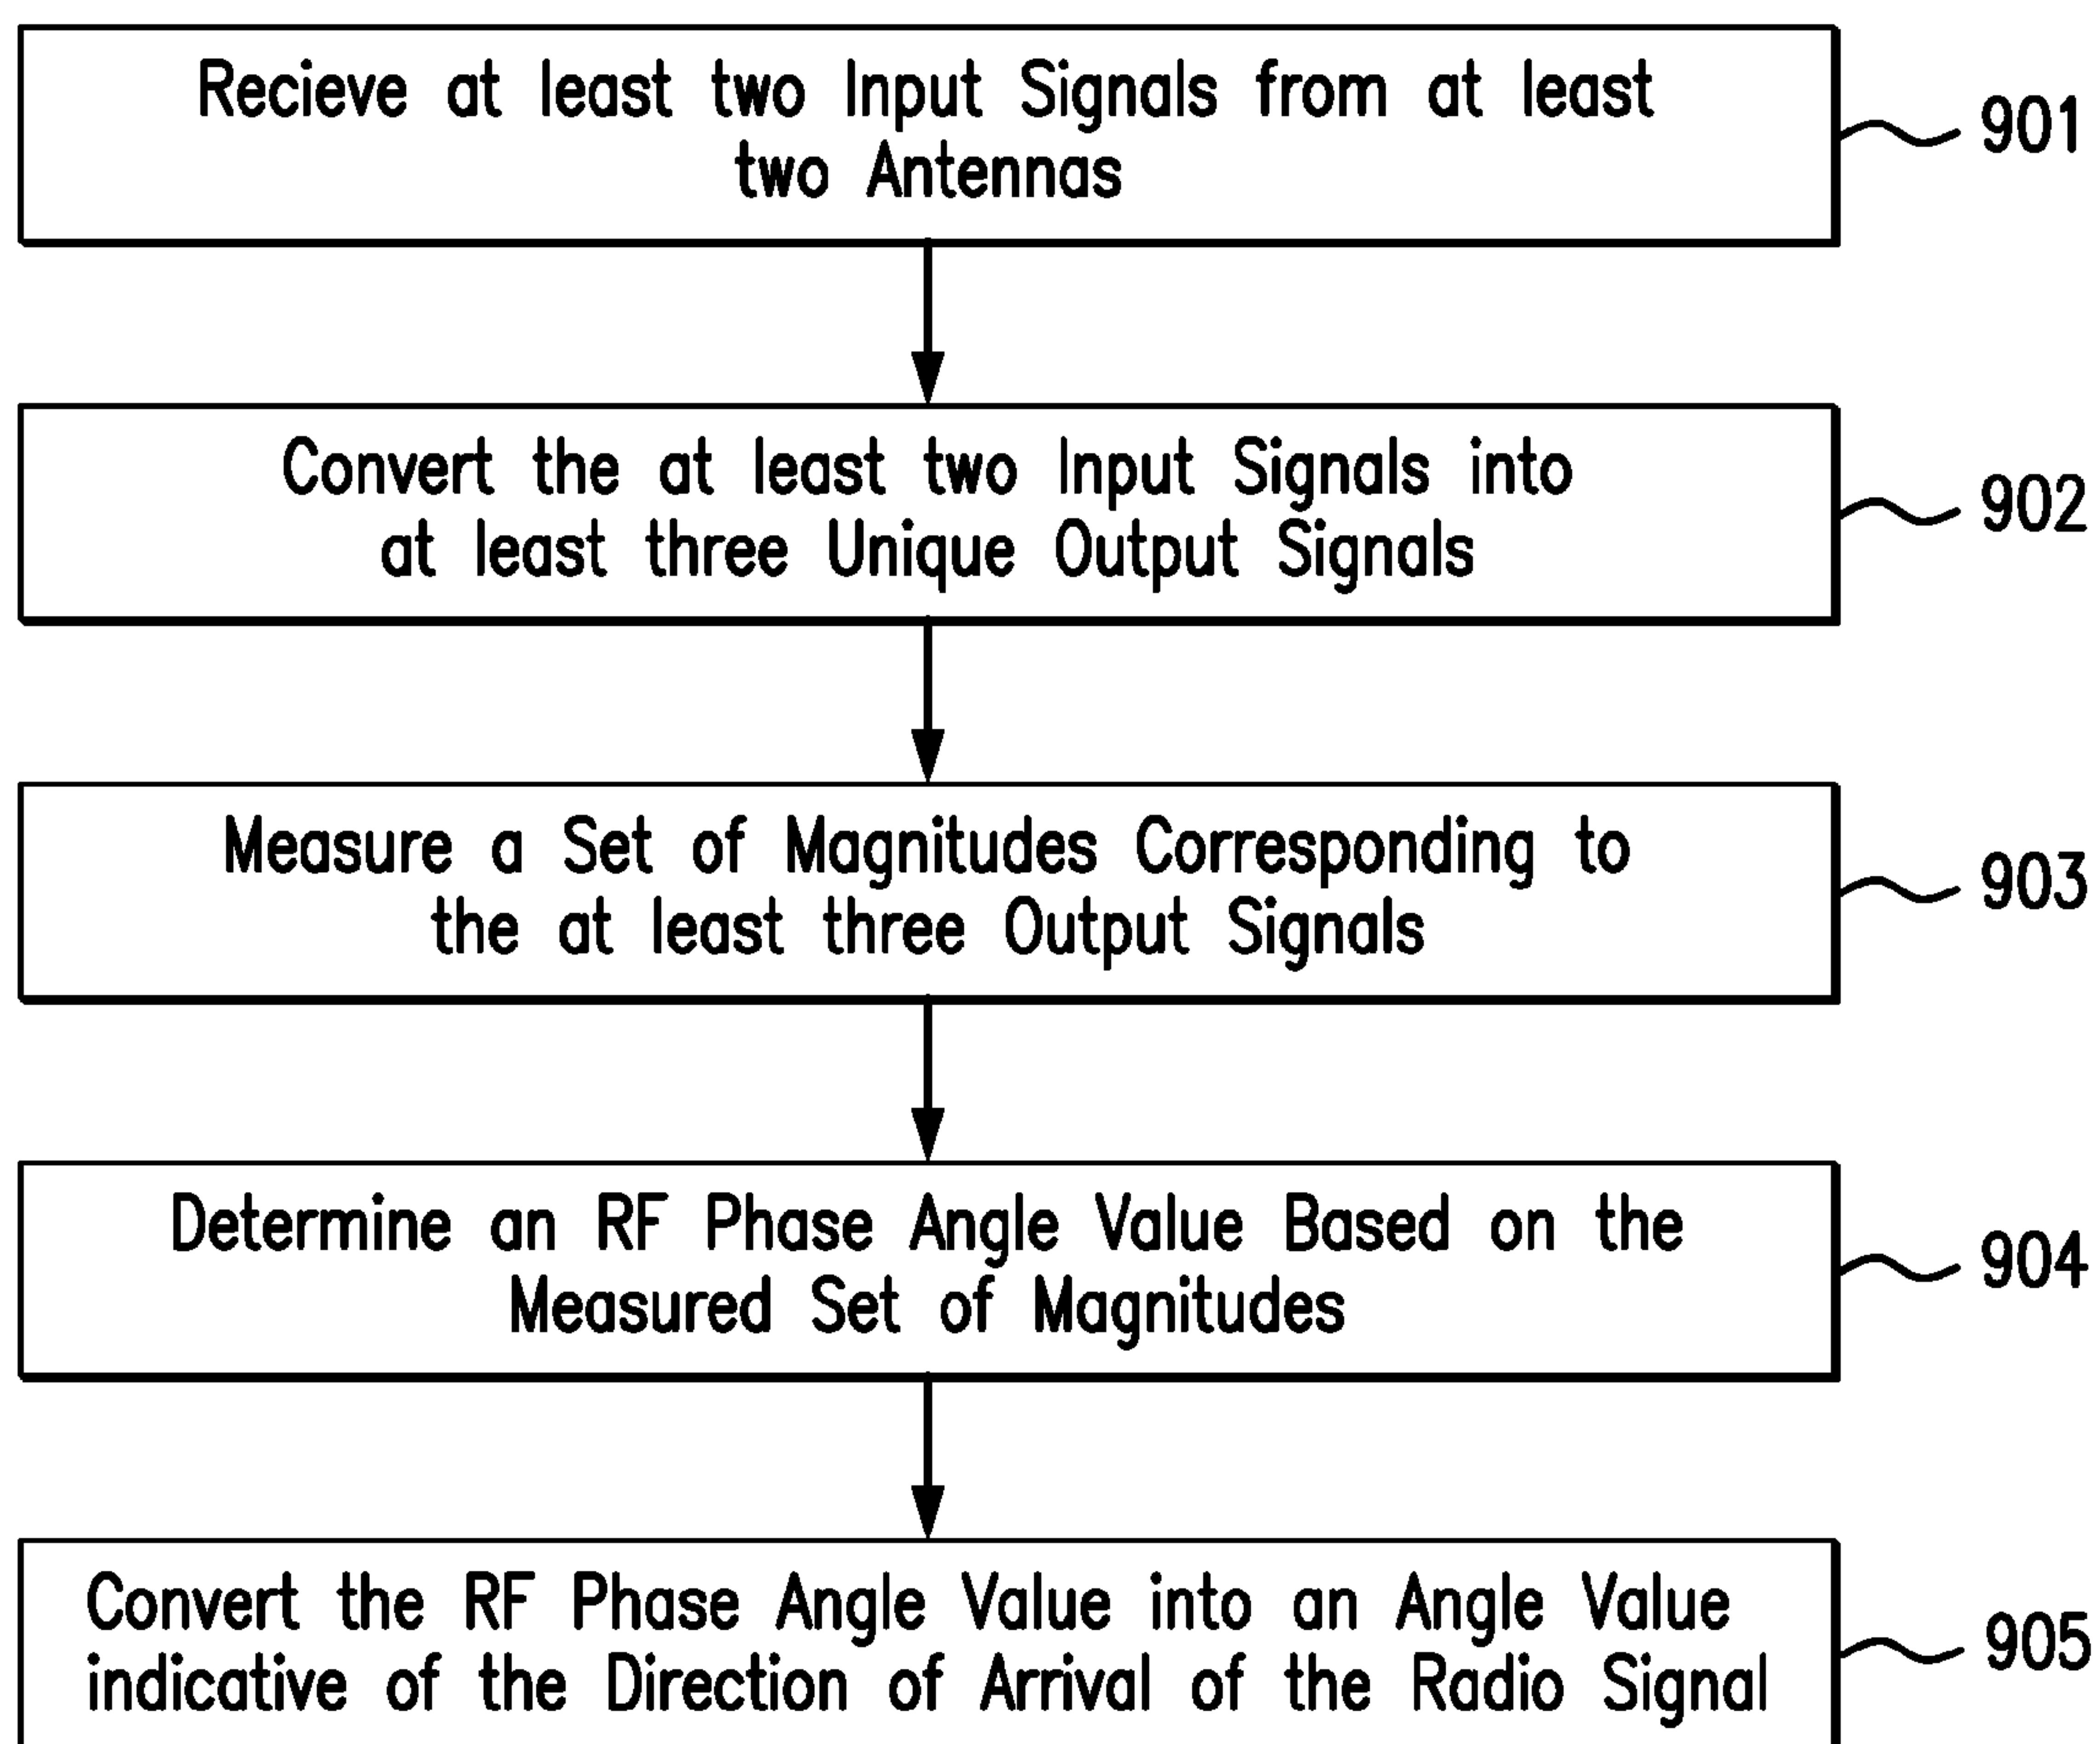 Recieve at least two Input Signals from at least
two Antennas
901
Convert the at least two Input Signals into
at least three Unique Output Signals
902
Measure a Set of Magnitudes Corresponding to
the at least three Output Signals
903
Determine an RF Phase Angle Value Based on the
Measured Set of Magnitudes
904
Convert the RF Phase Angle Value into an Angle Value
indicative of the Direction of Arrival of the Radio Signal
905